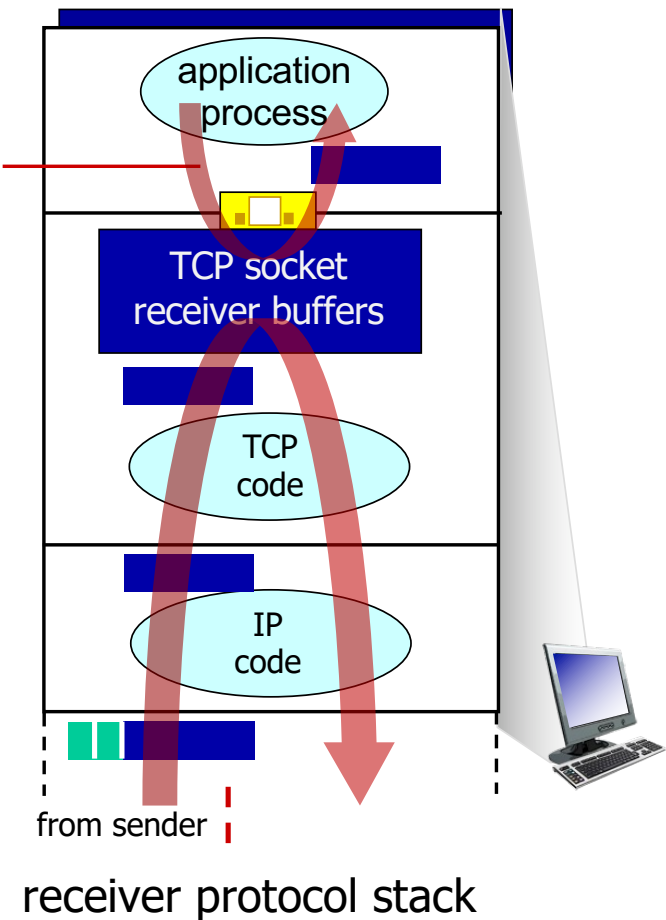 application
process
TCP socket
receiver buffers
TCP
code
IP
code
from sender
receiver protocol stack